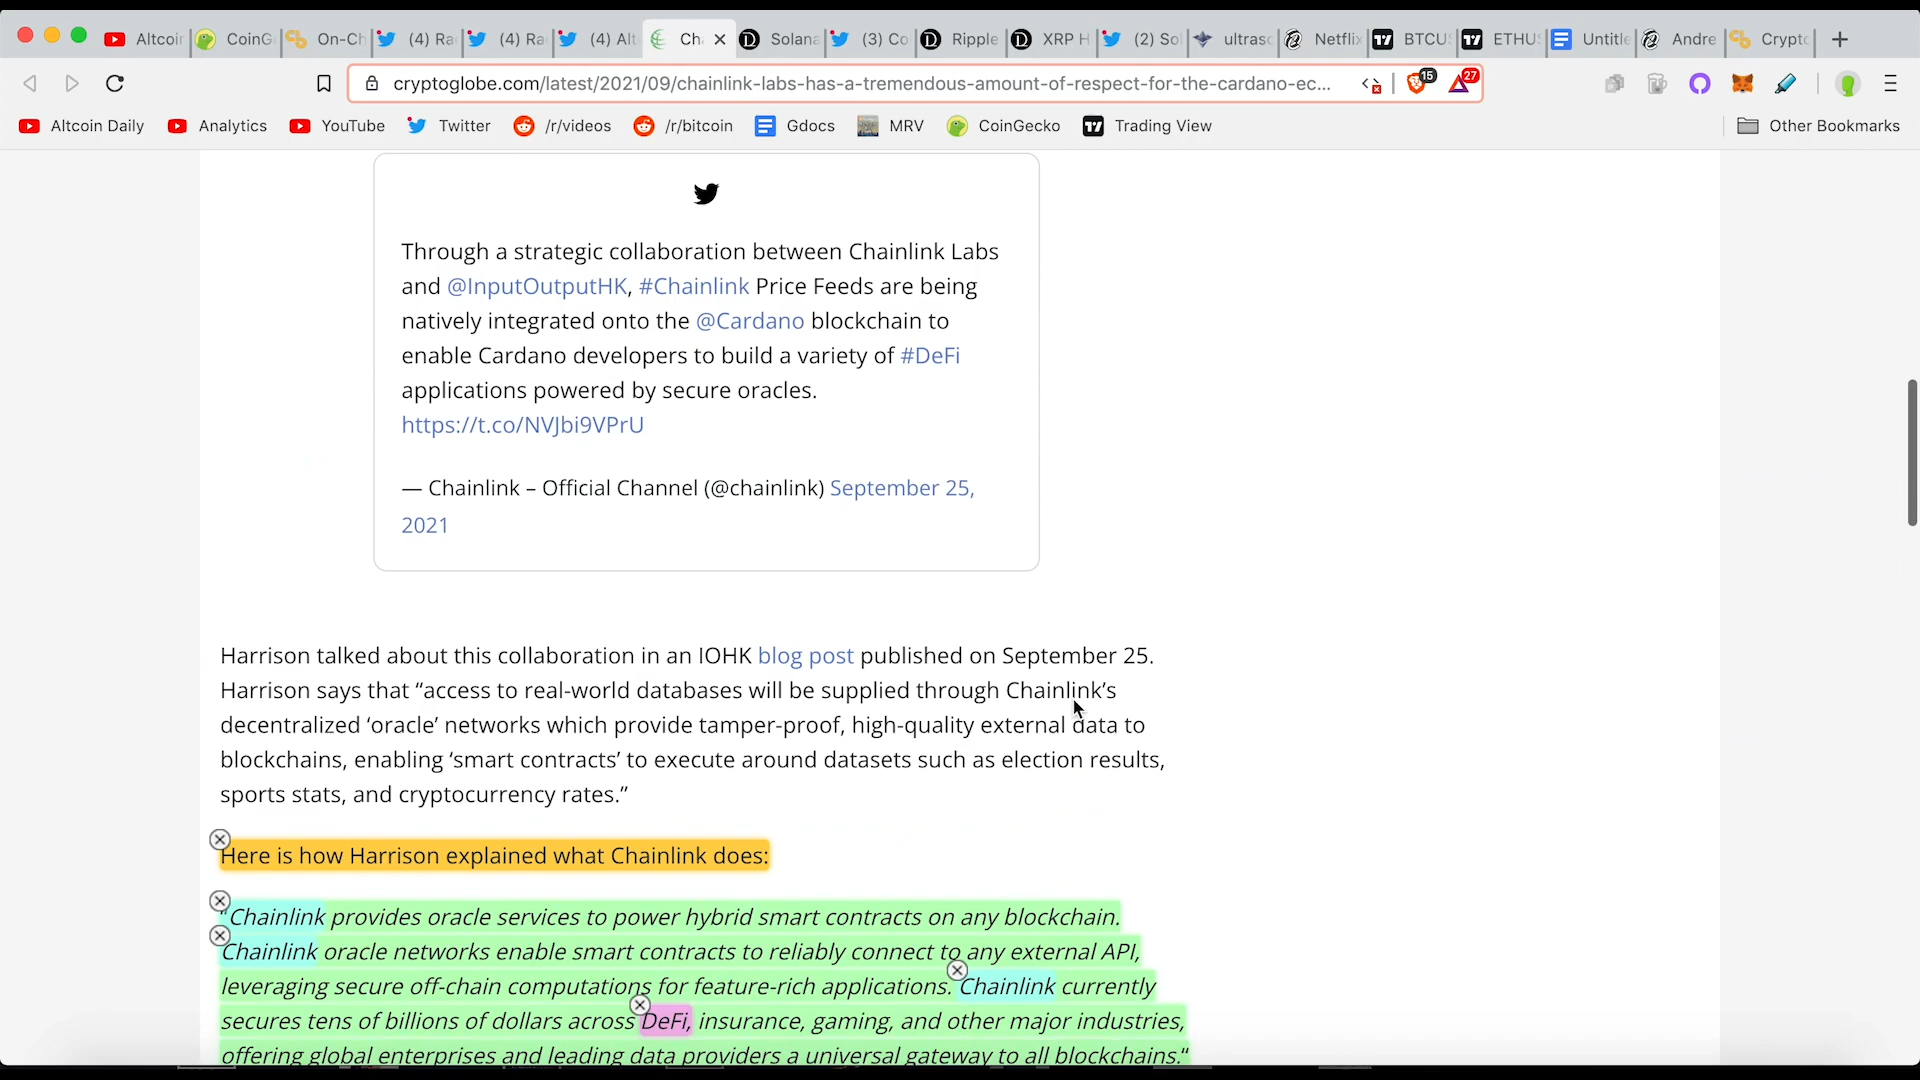 Altcoin
CoinG
On-Ch
(4) Ra
(4) Ra
(4) Alt
Ch
Solana
(3) Co
Ripple
XRP H
(2) So
ultraso
Netflix
BTCU
ETHU
Untitle
Andre
Crypto
cryptoglobe.com/latest/2021/09/chainlink-labs-has-a-tremendous-amount-of-respect-for-the-cardano-ec...
15
27
Altcoin Daily
Analytics
YouTube
Twitter
/r/videos
/r/bitcoin
Gdocs
MRV
CoinGecko
Trading View
Other Bookmarks
Through a strategic collaboration between Chainlink Labs
and @InputOutputHK, #Chainlink Price Feeds are being
natively integrated onto the @Cardano blockchain to
enable Cardano developers to build a variety of #DeFi
applications powered by secure oracles.
https://t.co/NVJbi9VPrU
— Chainlink – Official Channel (@chainlink) September 25,
2021
Harrison talked about this collaboration in an IOHK blog post published on September 25.
Harrison says that “access to real-world databases will be supplied through Chainlink’s
decentralized ‘oracle’ networks which provide tamper-proof, high-quality external data to
blockchains, enabling ‘smart contracts’ to execute around datasets such as election results,
sports stats, and cryptocurrency rates.”
Here is how Harrison explained what Chainlink does:
“Chainlink provides oracle services to power hybrid smart contracts on any blockchain.
Chainlink oracle networks enable smart contracts to reliably connect to any external API,
leveraging secure off-chain computations for feature-rich applications. Chainlink currently
secures tens of billions of dollars across DeFi, insurance, gaming, and other major industries,
offering global enterprises and leading data providers a universal gateway to all blockchains.“